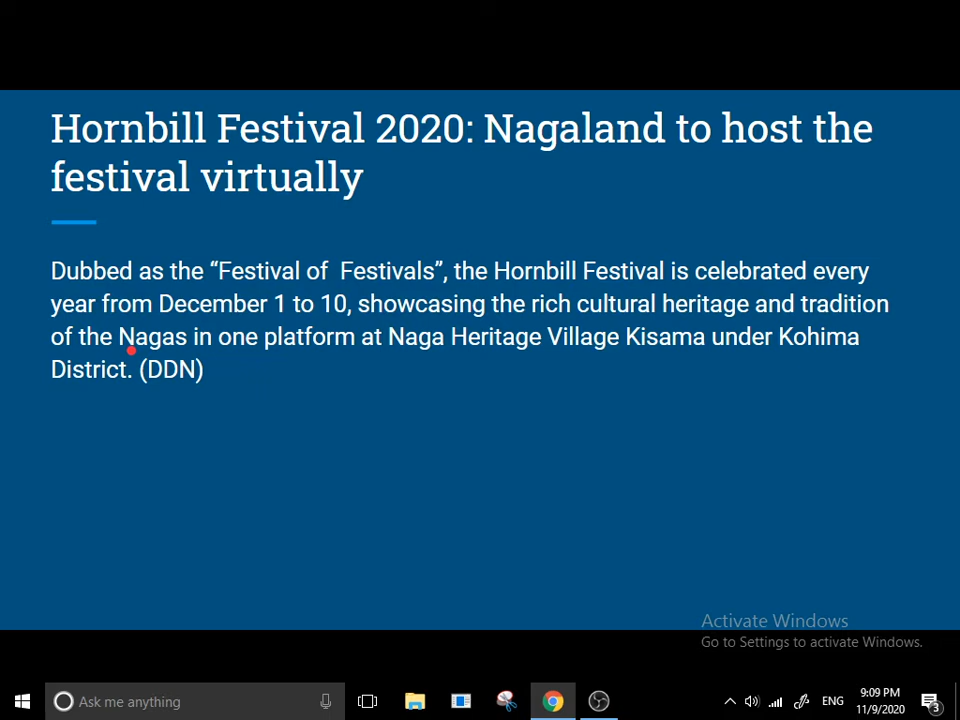 Hornbill Festival 2020: Nagaland to host the
festival virtually
Dubbed as the “Festival of  Festivals”, the Hornbill Festival is celebrated every
year from December 1 to 10, showcasing the rich cultural heritage and tradition
of the Nagas in one platform at Naga Heritage Village Kisama under Kohima
District. (DDN)
Activate Windows
Go to Settings to activate Windows.
Ask me anything
ENG
9:09 PM
11/9/2020
3